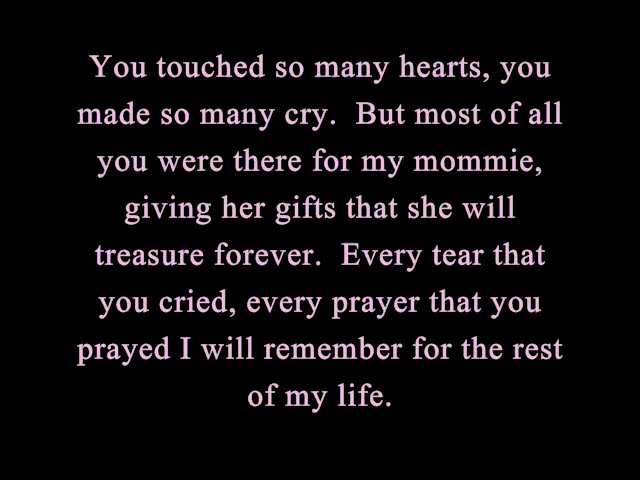 You touched so many hearts, you
made so many cry.  But most of all
you were there for my mommie,
giving her gifts that she will
treasure forever.  Every tear that
you cried, every prayer that you
prayed I will remember for the rest
of my life.